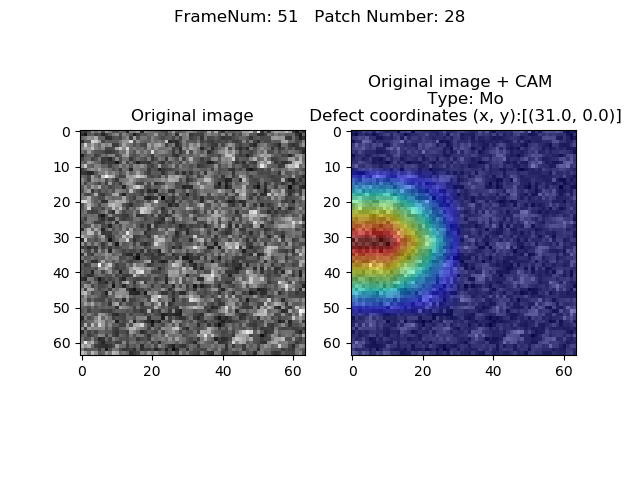 FrameNum: 51   Patch Number: 28
Original image
0
10
20
30
40
50
60
0 20 40 60
Original image + CAM
Type: Mo
Defect coordinates (x, y):[(31.0, 0.0)]
0
10
20
30
40
50
60
0 20 40 60